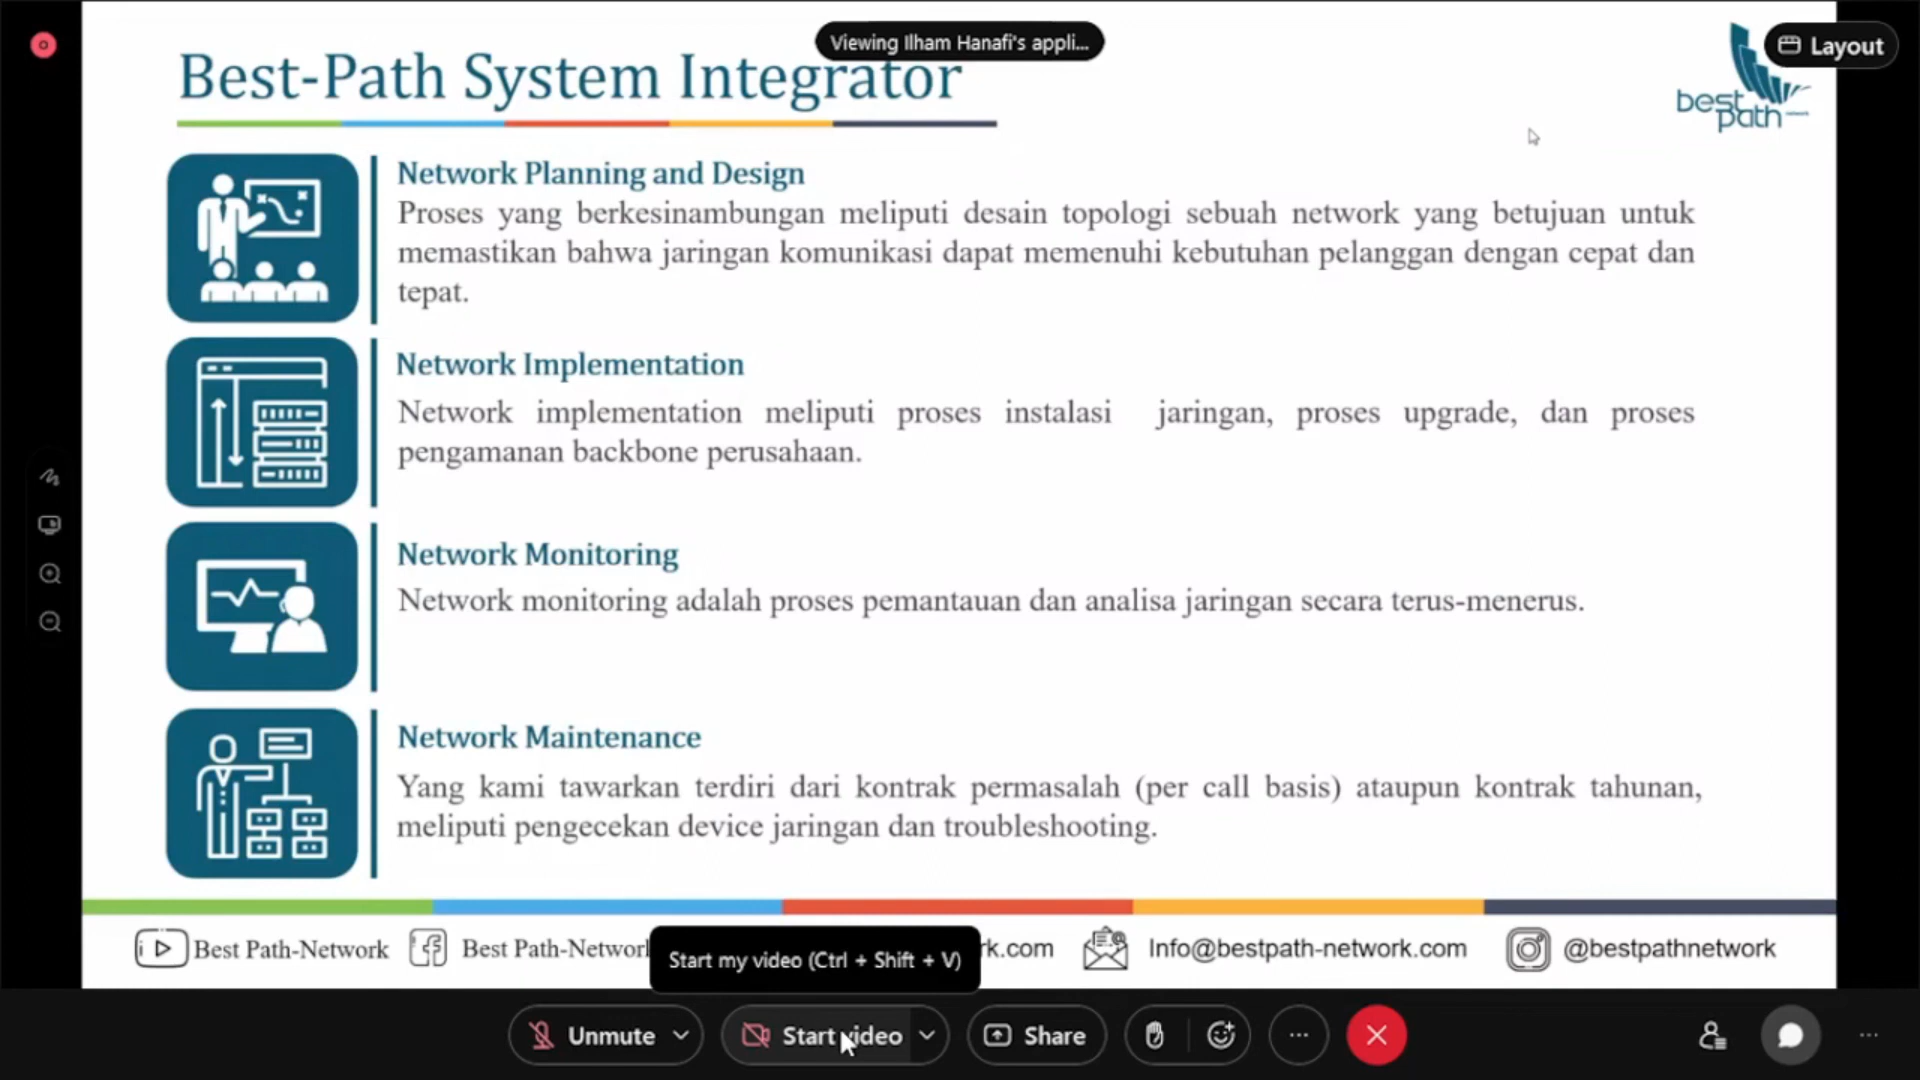 Viewing Ilham Hanafi's appli...
Layout
Best-Path System Integrator
best
path
Network Planning and Design
Proses yang berkesinambungan meliputi desain topologi sebuah network yang betujuan untuk
memastikan bahwa jaringan komunikasi dapat memenuhi kebutuhan pelanggan dengan cepat dan
tepat.
Network Implementation
Network implementation meliputi proses instalasi jaringan, proses upgrade, dan proses
pengamanan backbone perusahaan.
Network Monitoring
Network monitoring adalah proses pemantauan dan analisa jaringan secara terus-menerus.
Network Maintenance
Yang kami tawarkan terdiri dari kontrak permasalah (per call basis) ataupun kontrak tahunan,
meliputi pengecekan device jaringan dan troubleshooting.
Best Path-Network
Best Path-Networ
rk.com
Info@bestpath-network.com
@bestpathnetwork
Start my video (Ctrl + Shift + V)
Unmute
Start video
Share